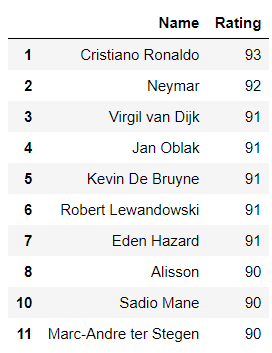 Name Rating
1 Cristiano Ronaldo 93
2 Neymar 92
3 Virgil van Dijk 91
4 Jan Oblak 91
5 Kevin De Bruyne 91
6 Robert Lewandowski 91
7 Eden Hazard 91
8 Alisson 90
10 Sadio Mane 90
11 Marc-Andre ter Stegen 90